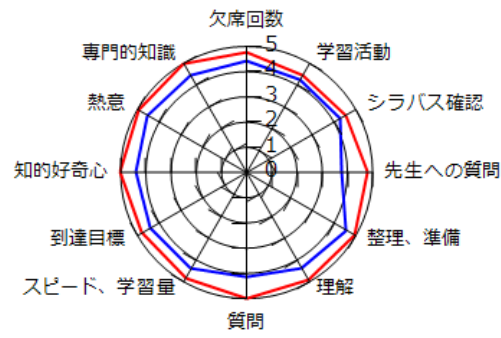 欠席回数
専門的知識
5
学習活動
4
熱意
3
シラバス確認
2
1
知的好奇心
0
先生への質問
到達目標
整理、準備
スピード、学習量
理解
質問